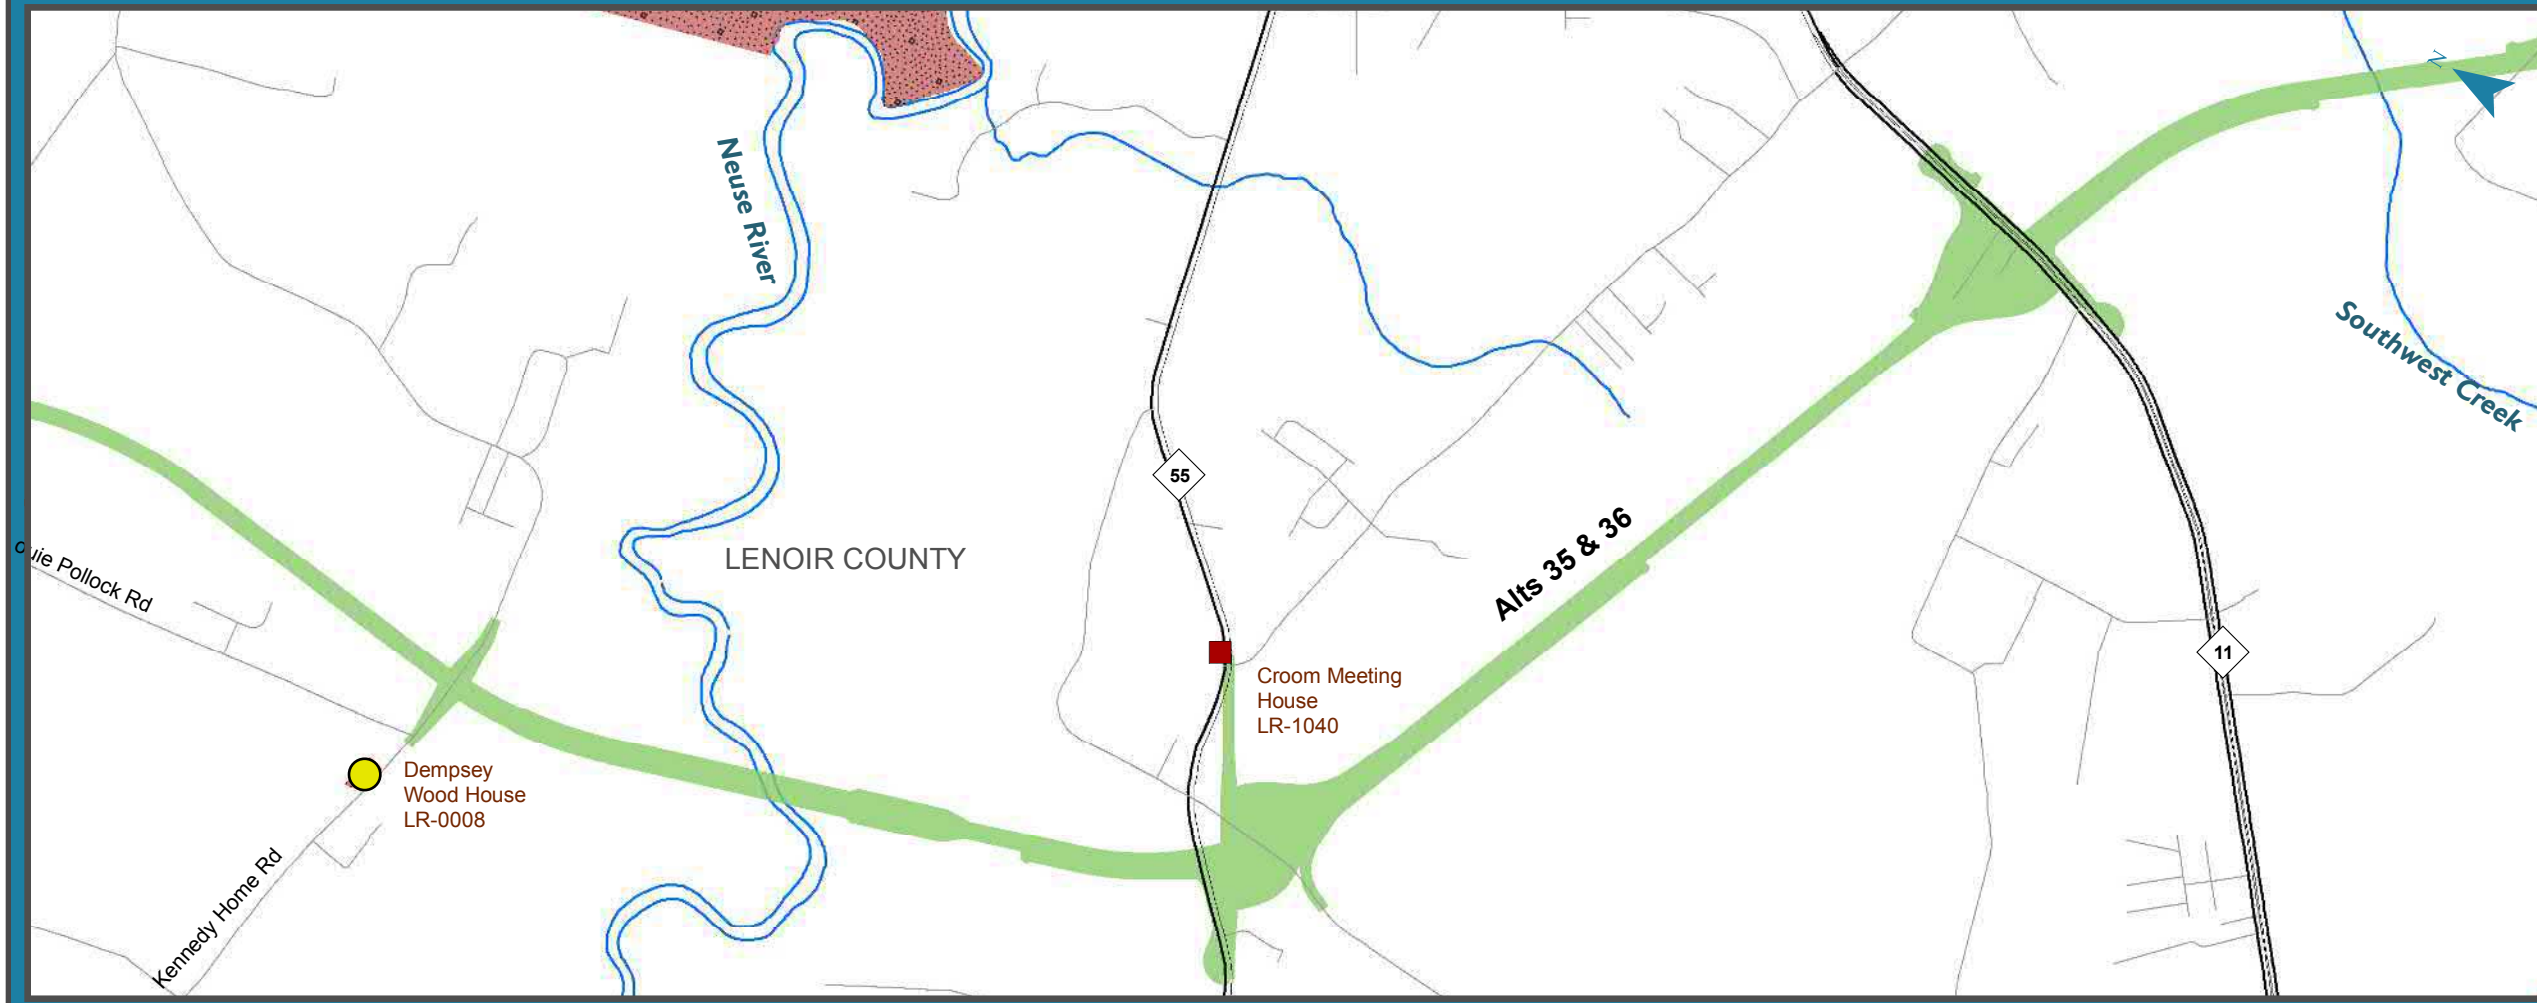 N
Neuse River
Southwest Creek
55
Alts 35 & 36
LENOIR COUNTY
ouie Pollock Rd
11
Croom Meeting
House
LR-1040
Dempsey
Wood House
LR-0008
Kennedy Home Rd